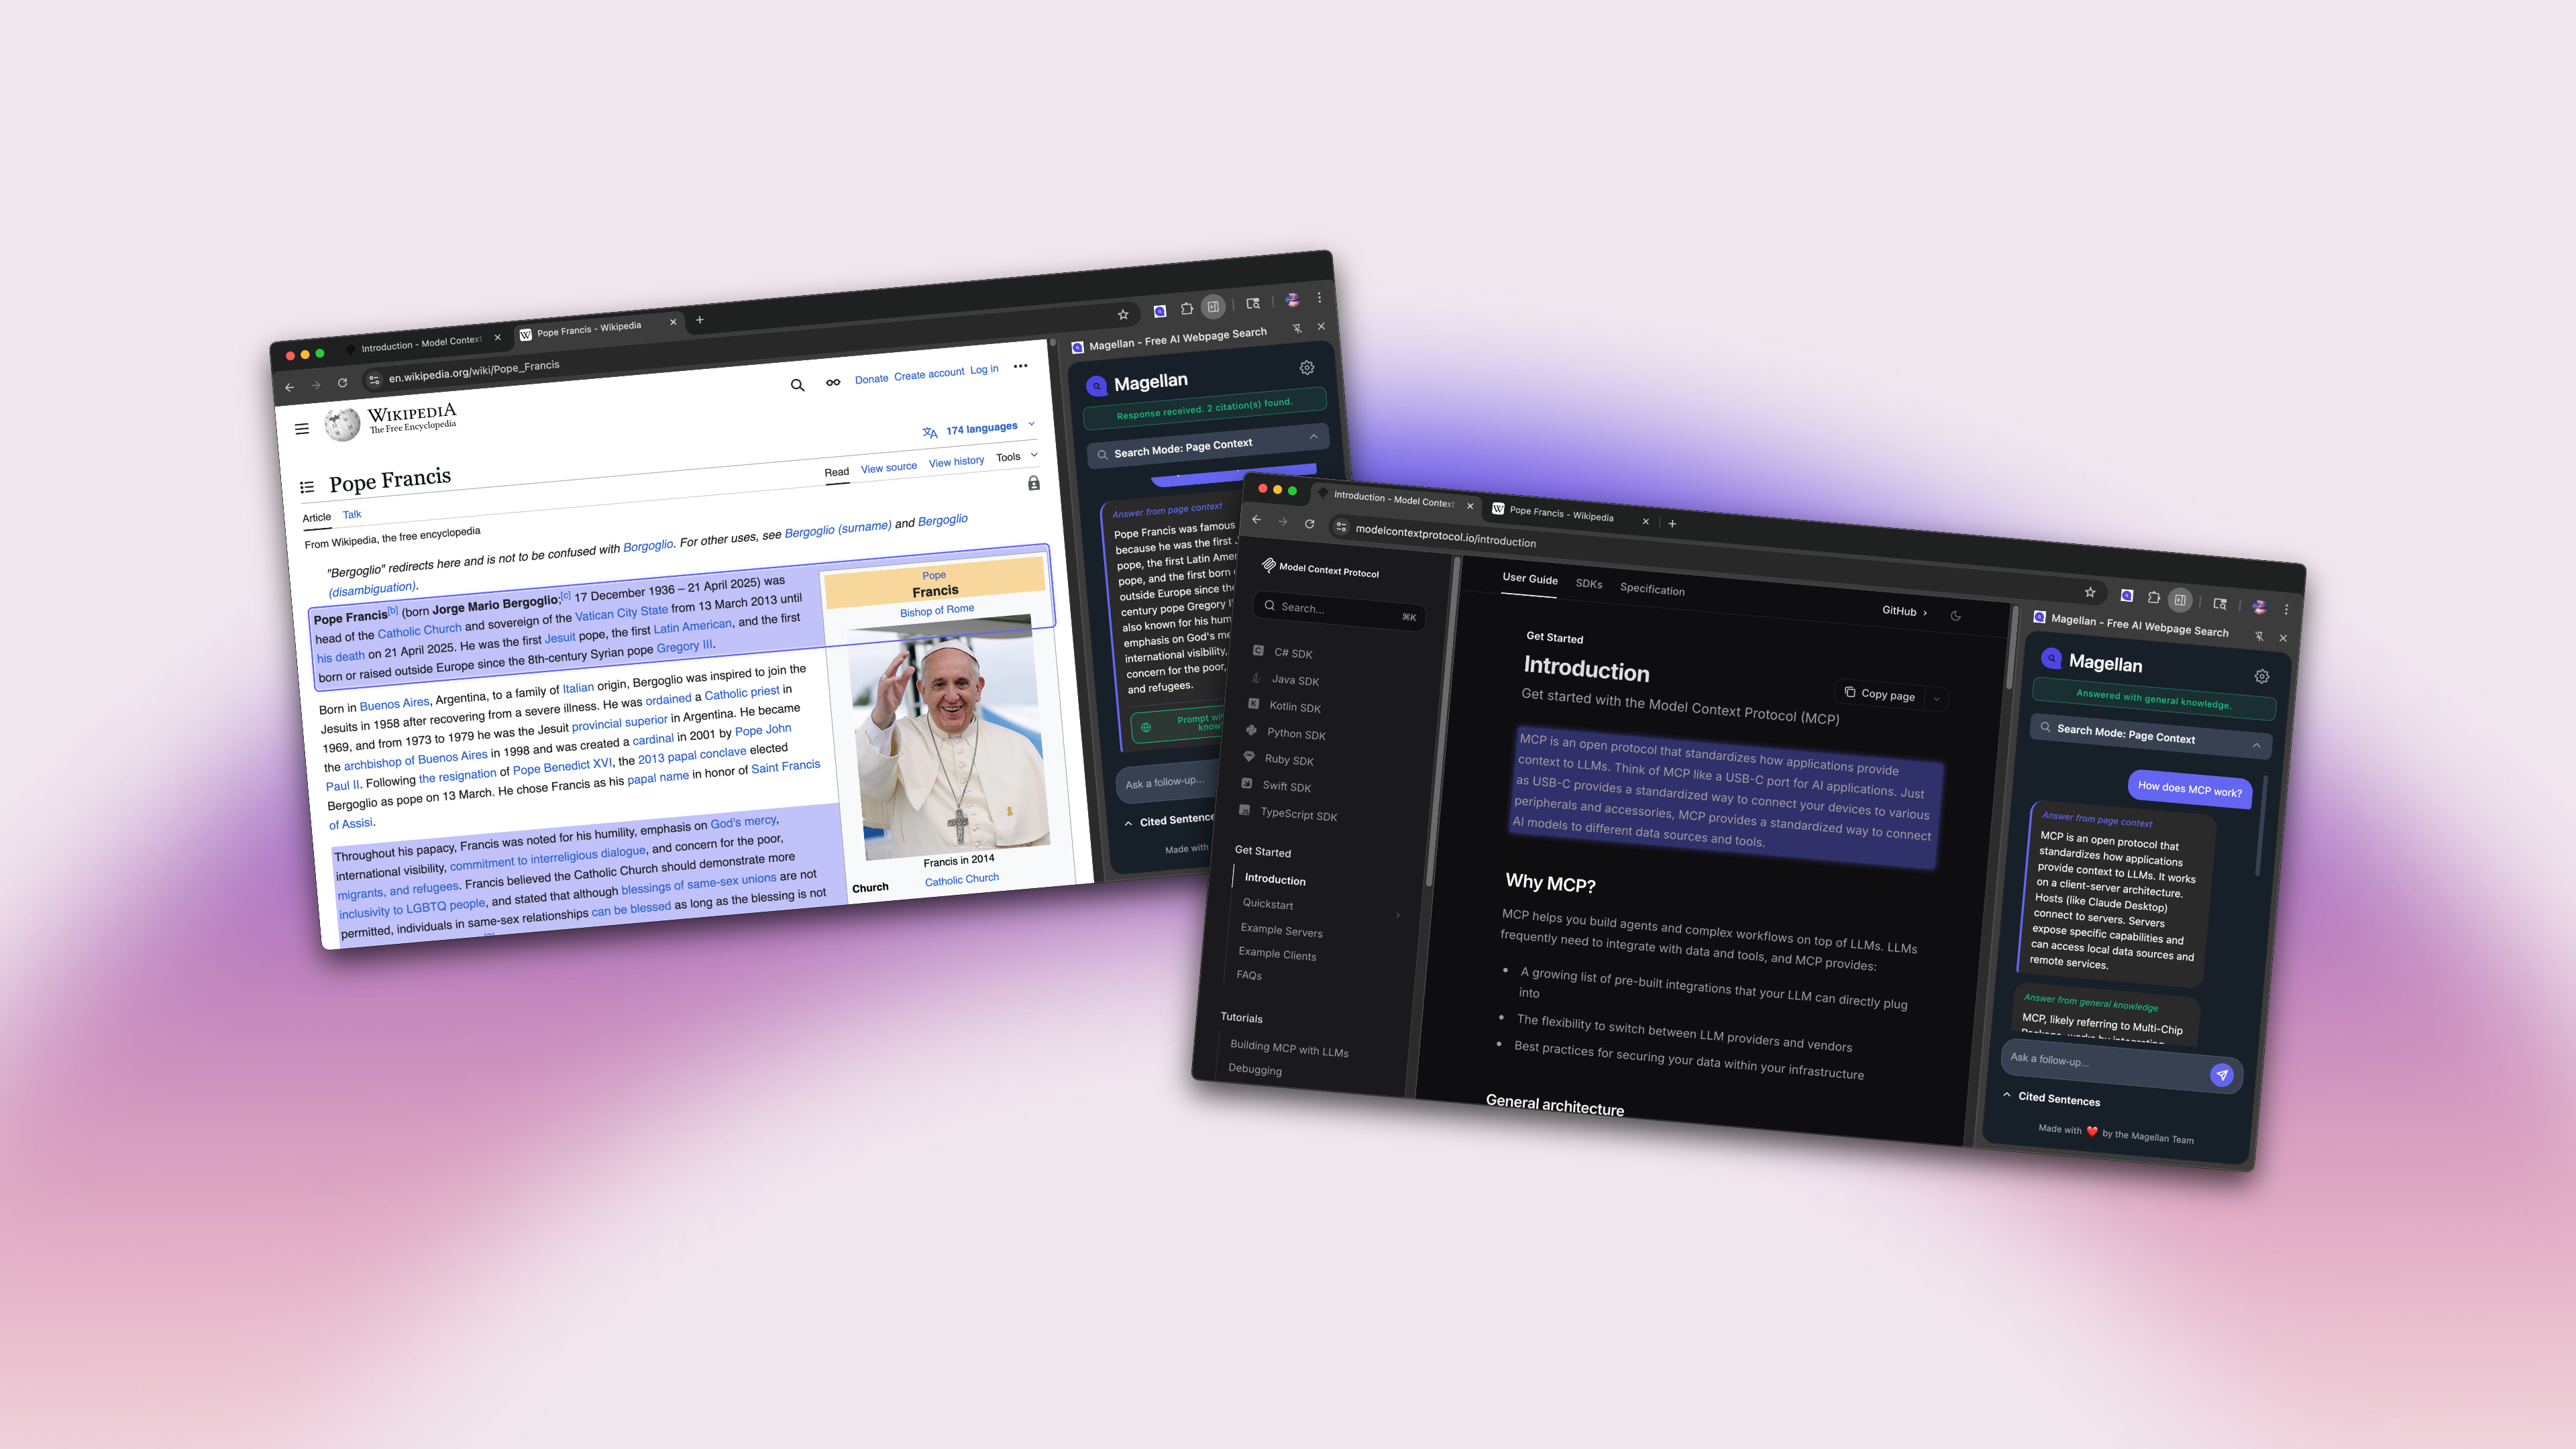 Introduction - Model Context
Pope Francis - Wikipedia
en.wikipedia.org/wiki/Pope_Francis
WIKIPEDIA
The Free Encyclopedia
Donate Create account Log in
174 languages
Pope Francis
Read View source View history Tools
Article Talk
From Wikipedia, the free encyclopedia
"Bergoglio" redirects here and is not to be confused with Borgoglio. For other uses, see Bergoglio (surname) and Bergoglio
(disambiguation).
Pope Francis[b] (born Jorge Mario Bergoglio;[c] 17 December 1936 – 21 April 2025) was
head of the Catholic Church and sovereign of the Vatican City State from 13 March 2013 until
his death on 21 April 2025. He was the first Jesuit pope, the first Latin American, and the first
born or raised outside Europe since the 8th-century Syrian pope Gregory III.
Born in Buenos Aires, Argentina, to a family of Italian origin, Bergoglio was inspired to join the
Jesuits in 1958 after recovering from a severe illness. He was ordained a Catholic priest in
1969, and from 1973 to 1979 he was the Jesuit provincial superior in Argentina. He became
the archbishop of Buenos Aires in 1998 and was created a cardinal in 2001 by Pope John
Paul II. Following the resignation of Pope Benedict XVI, the 2013 papal conclave elected
Bergoglio as pope on 13 March. He chose Francis as his papal name in honor of Saint Francis
of Assisi.
Throughout his papacy, Francis was noted for his humility, emphasis on God's mercy,
international visibility, commitment to interreligious dialogue, and concern for the poor,
migrants, and refugees. Francis believed the Catholic Church should demonstrate more
inclusivity to LGBTQ people, and stated that although blessings of same-sex unions are not
permitted, individuals in same-sex relationships can be blessed as long as the blessing is not
Pope
Francis
Bishop of Rome
Francis in 2014
Church Catholic Church
Magellan - Free AI Webpage Search
Magellan
Response received. 2 citation(s) found.
Search Mode: Page Context
Answer from page context
Pope Francis was famous
because he was the first
pope, the first Latin Amer
pope, and the first born
outside Europe since the
century pope Gregory I
also known for his hum
emphasis on God's me
international visibility,
concern for the poor,
and refugees.
Prompt wi
know
Ask a follow-up...
Cited Sentence
Made with
Introduction - Model Context
Pope Francis - Wikipedia
modelcontextprotocol.io/introduction
Model Context Protocol
Search... ⌘K
C# SDK
Java SDK
Kotlin SDK
Python SDK
Ruby SDK
Swift SDK
TypeScript SDK
Get Started
Introduction
Quickstart
Example Servers
Example Clients
FAQs
Tutorials
Building MCP with LLMs
Debugging
User Guide SDKs Specification
GitHub
Get Started
Introduction
Copy page
Get started with the Model Context Protocol (MCP)
MCP is an open protocol that standardizes how applications provide
context to LLMs. Think of MCP like a USB-C port for AI applications. Just
as USB-C provides a standardized way to connect your devices to various
peripherals and accessories, MCP provides a standardized way to connect
AI models to different data sources and tools.
Why MCP?
MCP helps you build agents and complex workflows on top of LLMs. LLMs
frequently need to integrate with data and tools, and MCP provides:
• A growing list of pre-built integrations that your LLM can directly plug
into
• The flexibility to switch between LLM providers and vendors
• Best practices for securing your data within your infrastructure
General architecture
Magellan - Free AI Webpage Search
Magellan
Answered with general knowledge.
Search Mode: Page Context
How does MCP work?
Answer from page context
MCP is an open protocol that
standardizes how applications
provide context to LLMs. It works
on a client-server architecture.
Hosts (like Claude Desktop)
connect to servers. Servers
expose specific capabilities and
can access local data sources and
remote services.
Answer from general knowledge
MCP, likely referring to Multi-Chip
Package, works by integrating
Ask a follow-up...
Cited Sentences
Made with ❤️ by the Magellan Team